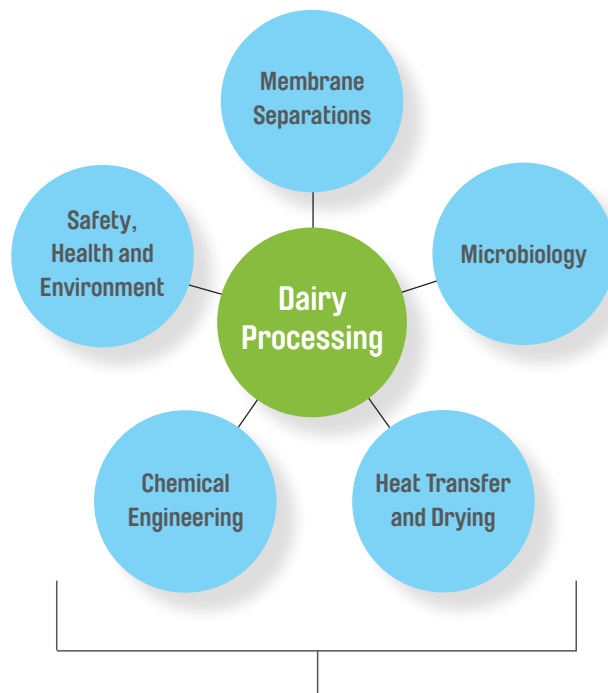 Membrane
Separations
Safety,
Health and
Environment
Microbiology
Dairy
Processing
Chemical
Engineering
Heat Transfer
and Drying